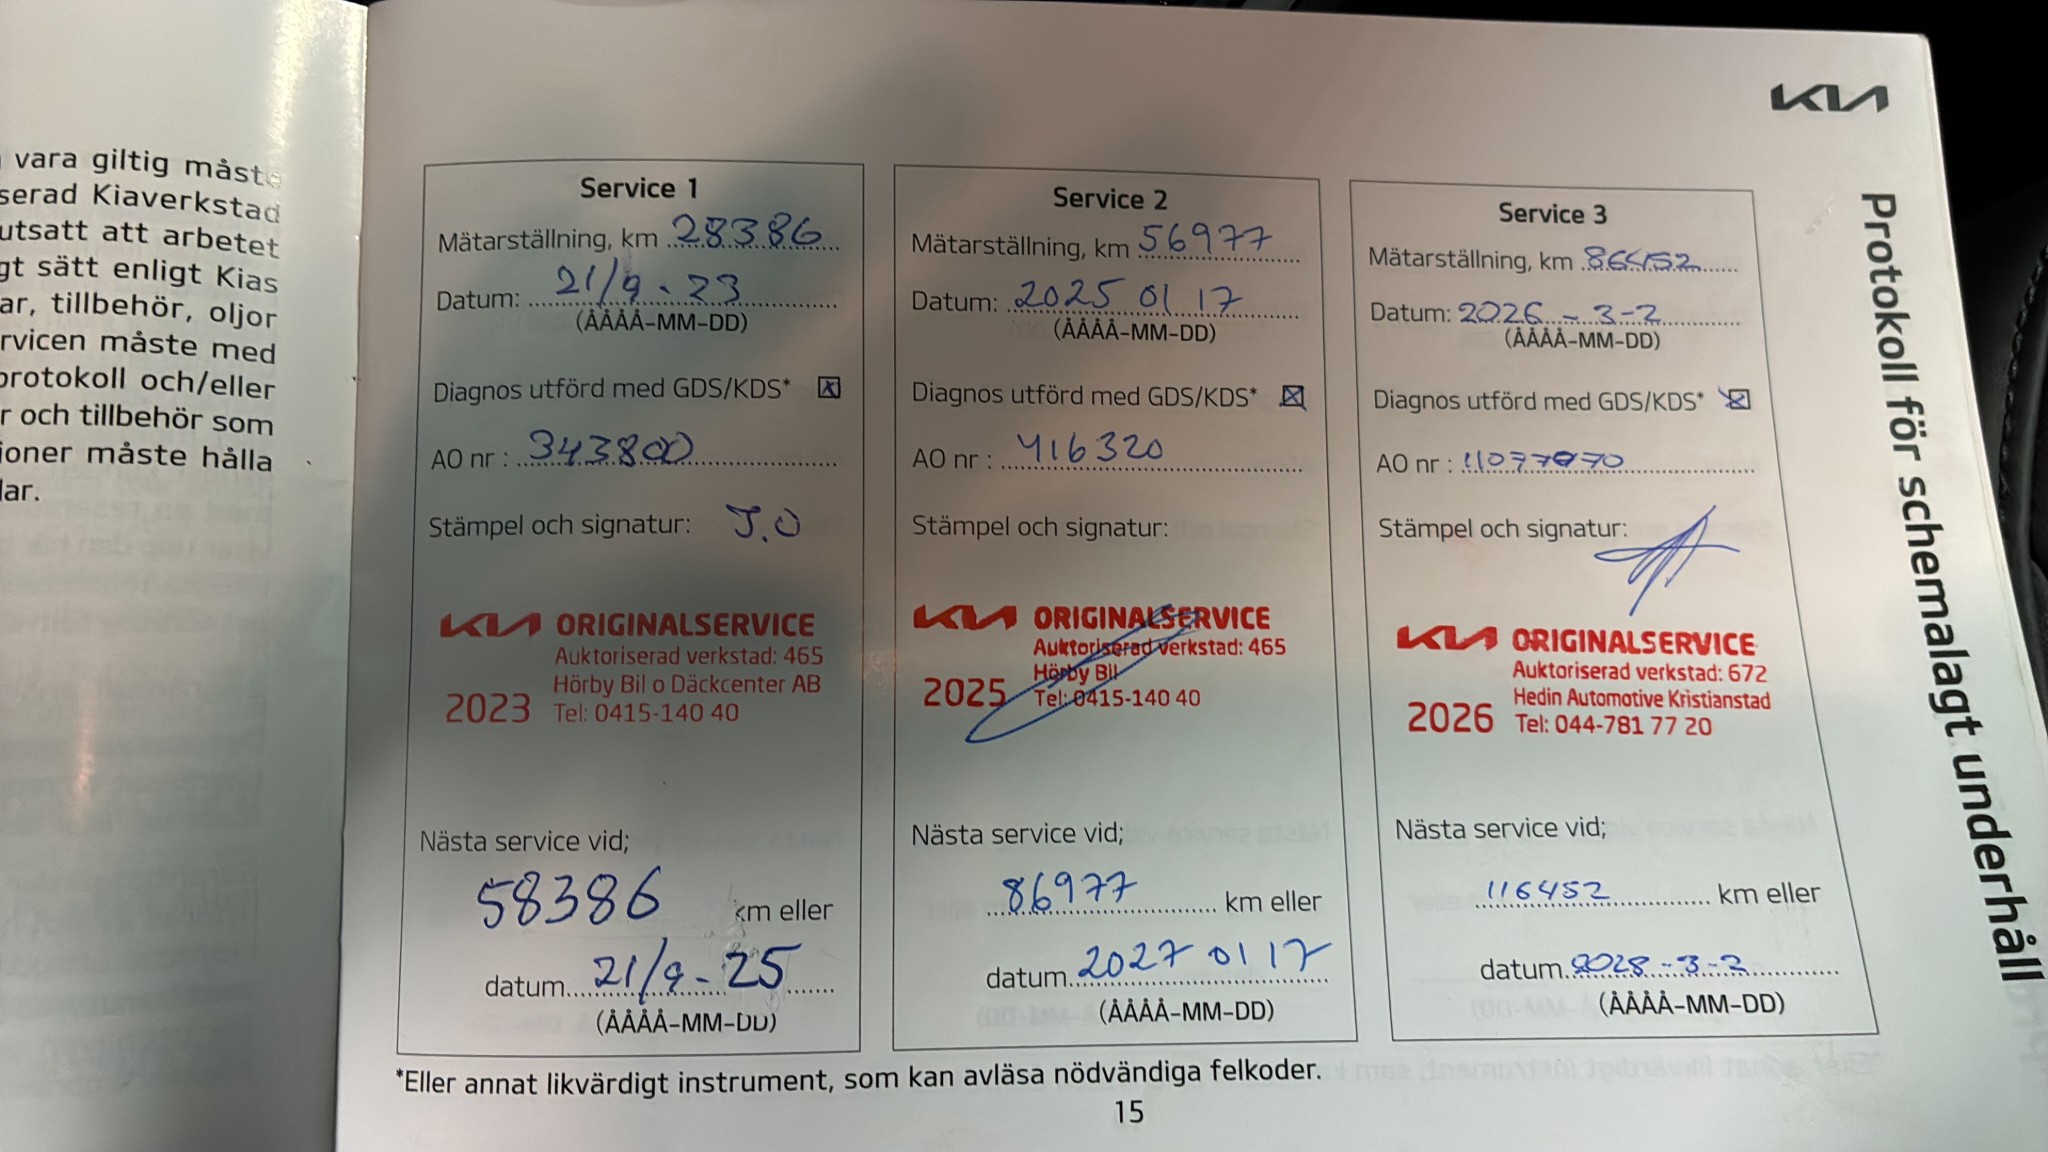 vara giltig måste
serad Kiaverkstad
utsatt att arbetet
gt sätt enligt Kias
ar, tillbehör, oljor
rvicen måste med
protokoll och/eller
r och tillbehör som
ioner måste hålla
lar.
KIA
Protokoll för schemalagt underhåll
Service 1
Mätarställning, km 28386
Datum: 21/9-23
(ÅÅÅÅ-MM-DD)
Diagnos utförd med GDS/KDS* X
AO nr : 343800
Stämpel och signatur: J.O
KIA ORIGINALSERVICE
Auktoriserad verkstad: 465
Hörby Bil o Däckcenter AB
2023 Tel: 0415-140 40
Nästa service vid;
58386 km eller
datum 21/9-25
(ÅÅÅÅ-MM-DD)
Service 2
Mätarställning, km 56977
Datum: 2025 01 17
(ÅÅÅÅ-MM-DD)
Diagnos utförd med GDS/KDS* X
AO nr : 416320
Stämpel och signatur:
KIA ORIGINALSERVICE
Auktoriserad verkstad: 465
Hörby Bil
2025 Tel: 0415-140 40
Nästa service vid;
86977 km eller
datum 2027 01 17
(ÅÅÅÅ-MM-DD)
Service 3
Mätarställning, km 86452
Datum: 2026-3-2
(ÅÅÅÅ-MM-DD)
Diagnos utförd med GDS/KDS* X
AO nr :
Stämpel och signatur:
KIA ORIGINALSERVICE
Auktoriserad verkstad: 672
Hedin Automotive Kristianstad
2026 Tel: 044-781 77 20
Nästa service vid;
116452 km eller
datum 2028-3-2
(ÅÅÅÅ-MM-DD)
*Eller annat likvärdigt instrument, som kan avläsa nödvändiga felkoder.
15